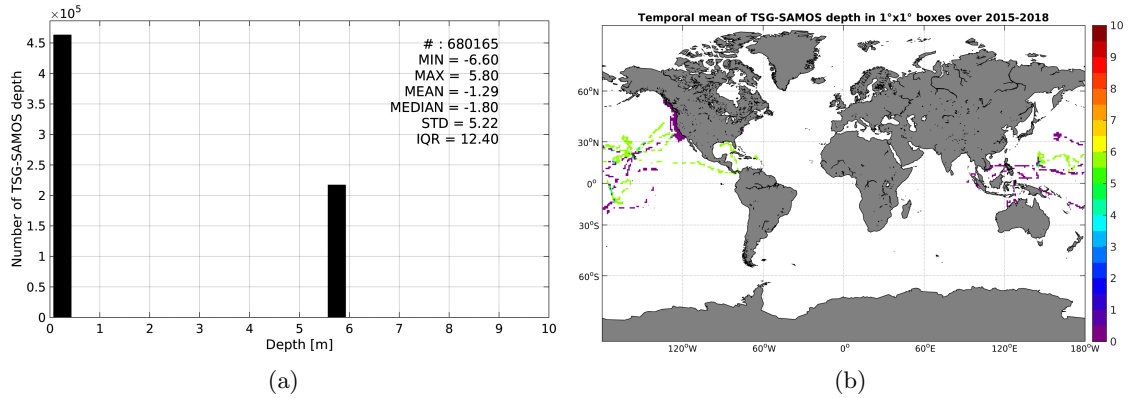 ×10⁵
# : 680165
MIN = -6.60
MAX = 5.80
MEAN = -1.29
MEDIAN = -1.80
STD = 5.22
IQR = 12.40
4.5
4
3.5
3
2.5
2
1.5
1
0.5
0
Number of TSG-SAMOS depth
0 1 2 3 4 5 6 7 8 9 10
Depth [m]
(a)
Temporal mean of TSG-SAMOS depth in 1°x1° boxes over 2015-2018
60°N
30°N
0°
30°S
60°S
120°W 60°W 0° 60°E 120°E 180°W
10
9
8
7
6
5
4
3
2
1
0
(b)